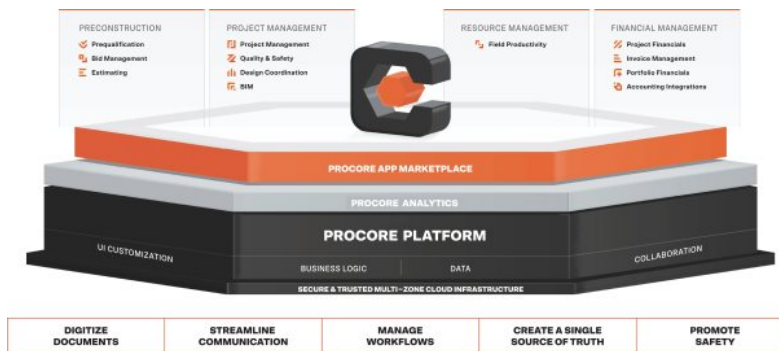 PRECONSTRUCTION
Prequalification
Bid Management
Estimating
PROJECT MANAGEMENT
Project Management
Quality & Safety
Design Coordination
BIM
RESOURCE MANAGEMENT
Field Productivity
FINANCIAL MANAGEMENT
Project Financials
Invoice Management
Portfolio Financials
Accounting Integrations
PROCORE APP MARKETPLACE
PROCORE ANALYTICS
PROCORE PLATFORM
UI CUSTOMIZATION
BUSINESS LOGIC
DATA
COLLABORATION
SECURE & TRUSTED MULTI-ZONE CLOUD INFRASTRUCTURE
DIGITIZE
DOCUMENTS
STREAMLINE
COMMUNICATION
MANAGE
WORKFLOWS
CREATE A SINGLE
SOURCE OF TRUTH
PROMOTE
SAFETY